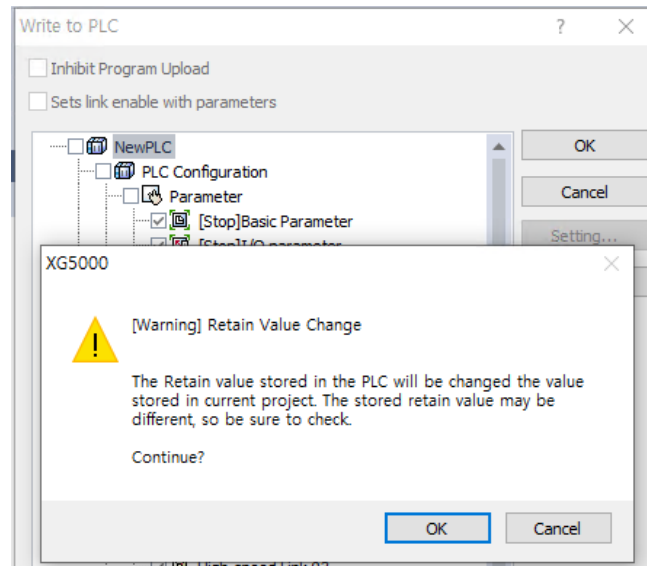 Write to PLC
Inhibit Program Upload
Sets link enable with parameters
NewPLC
PLC Configuration
Parameter
[Stop]Basic Parameter
[Stop]I/O parameter
OK
Cancel
Setting...
XG5000
[Warning] Retain Value Change
The Retain value stored in the PLC will be changed the value
stored in current project. The stored retain value may be
different, so be sure to check.
Continue?
OK
Cancel